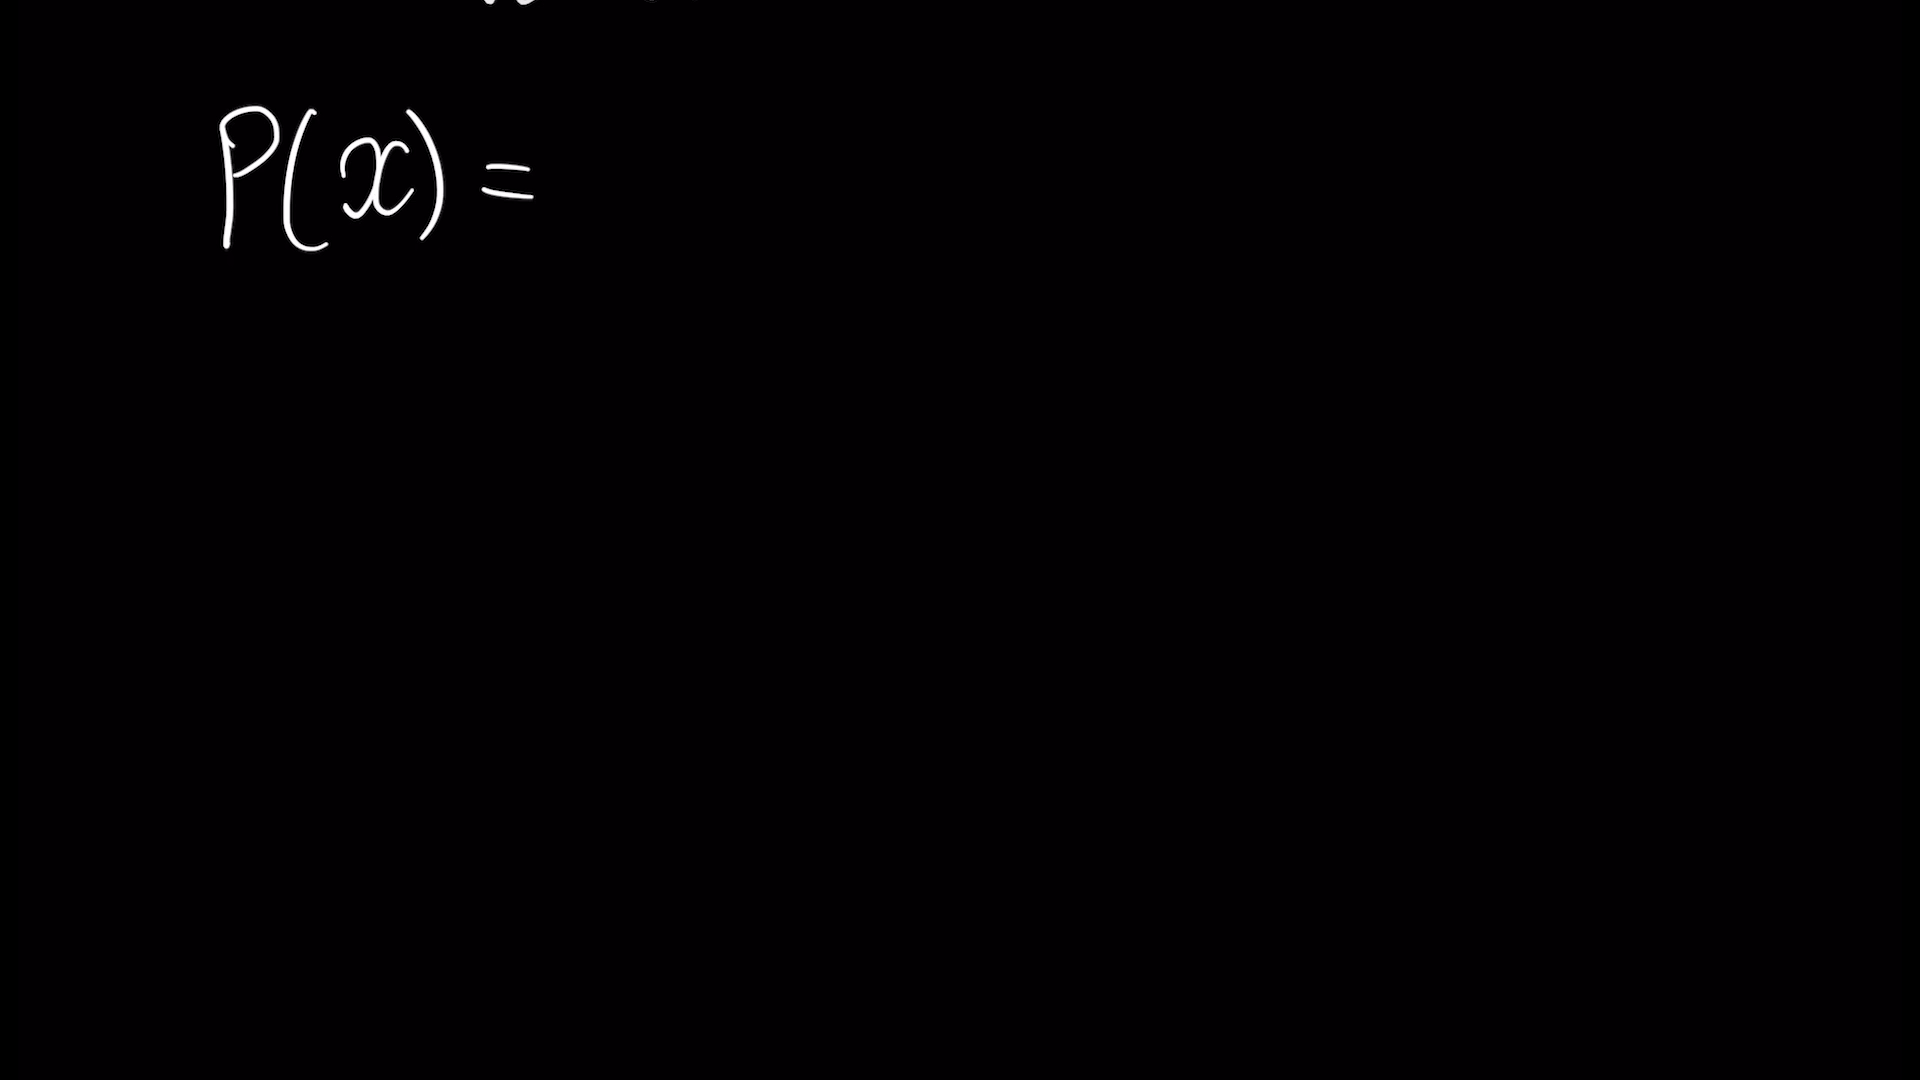 P(x) =